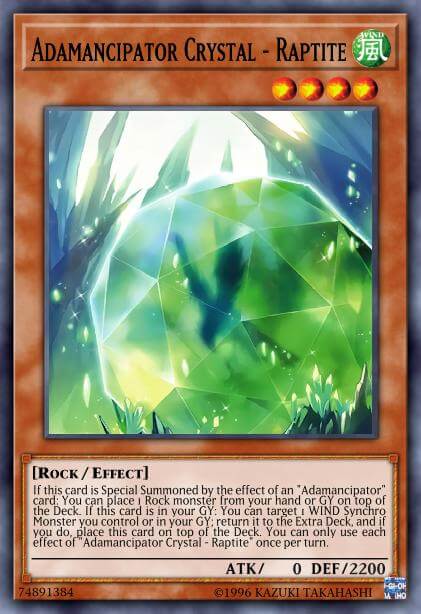 ADAMANCIPATOR CRYSTAL - RAPTITE
WIND
風
[ROCK / EFFECT]
If this card is Special Summoned by the effect of an "Adamancipator"
card: You can place 1 Rock monster from your hand or GY on top of
the Deck. If this card is in your GY: You can target 1 WIND Synchro
Monster you control or in your GY; return it to the Extra Deck, and if
you do, place this card on top of the Deck. You can only use each
effect of "Adamancipator Crystal - Raptite" once per turn.
ATK/ 0 DEF/2200
74891384
©1996 KAZUKI TAKAHASHI